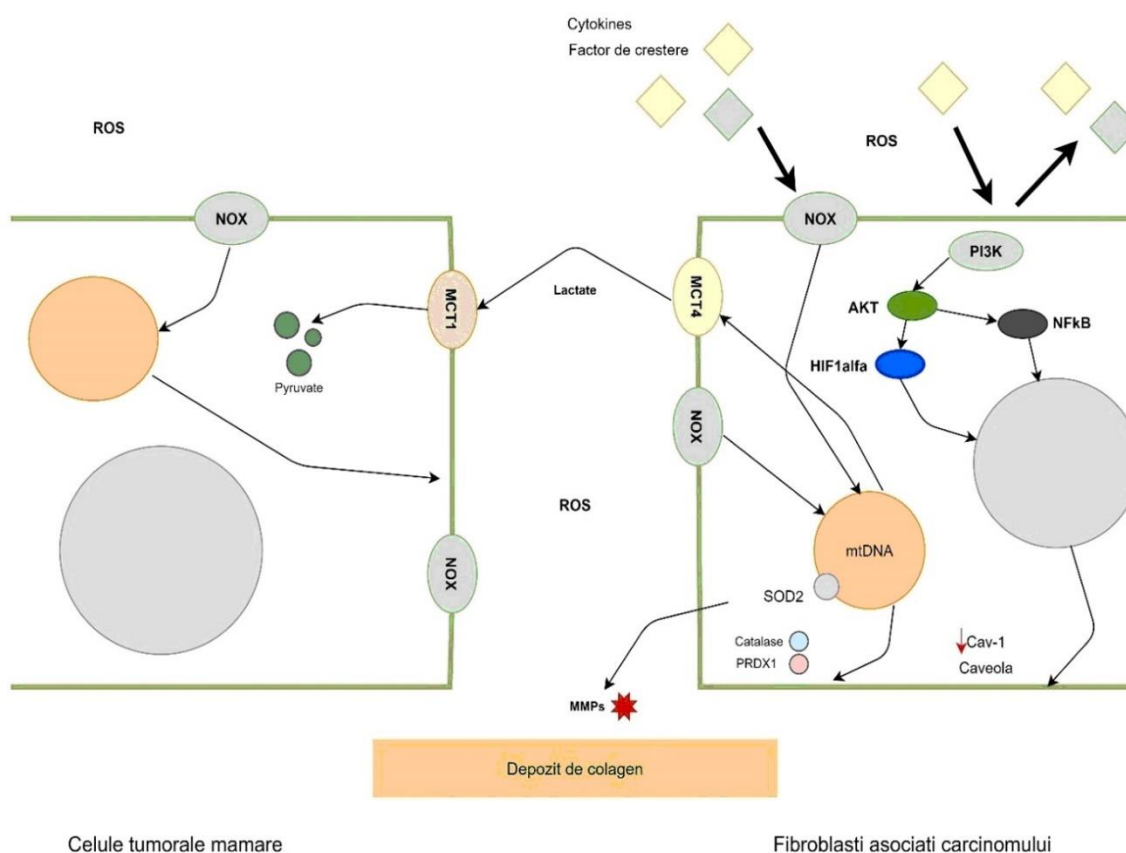 Cytokines
Factor de crestere
ROS
ROS
NOX
NOX
PI3K
MCT1
Lactate
MCT4
AKT
NFkB
HIF1alfa
Pyruvate
NOX
ROS
mtDNA
NOX
SOD2
Catalase
PRDX1
Cav-1
Caveola
MMPs
Depozit de colagen
Celule tumorale mamare
Fibroblasti asociati carcinomului